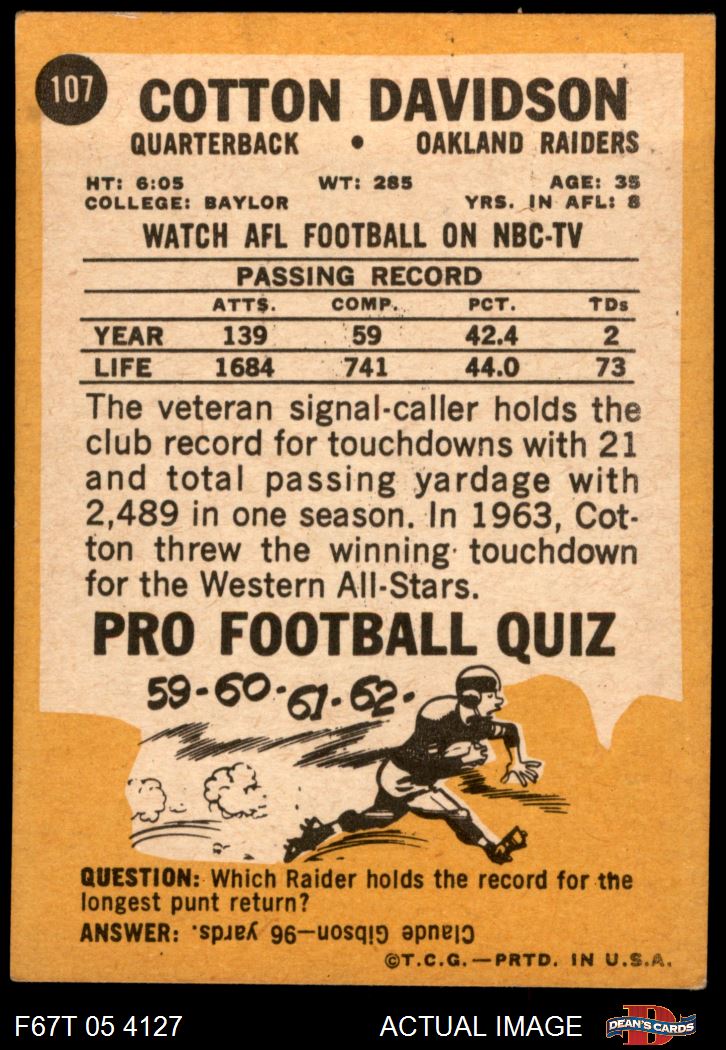 107
COTTON DAVIDSON
QUARTERBACK • OAKLAND RAIDERS
HT: 6:05 WT: 285 AGE: 35
COLLEGE: BAYLOR YRS. IN AFL: 8
WATCH AFL FOOTBALL ON NBC-TV
PASSING RECORD
ATTS. COMP. PCT. TDs
YEAR 139 59 42.4 2
LIFE 1684 741 44.0 73
The veteran signal-caller holds the
club record for touchdowns with 21
and total passing yardage with
2,489 in one season. In 1963, Cot-
ton threw the winning touchdown
for the Western All-Stars.
PRO FOOTBALL QUIZ
59-60-61-62-
QUESTION: Which Raider holds the record for the
longest punt return?
ANSWER: Claude Gibson—96 yards.
©T.C.G.—PRTD. IN U.S.A.
F67T 05 4127 ACTUAL IMAGE D DEAN'S CARDS